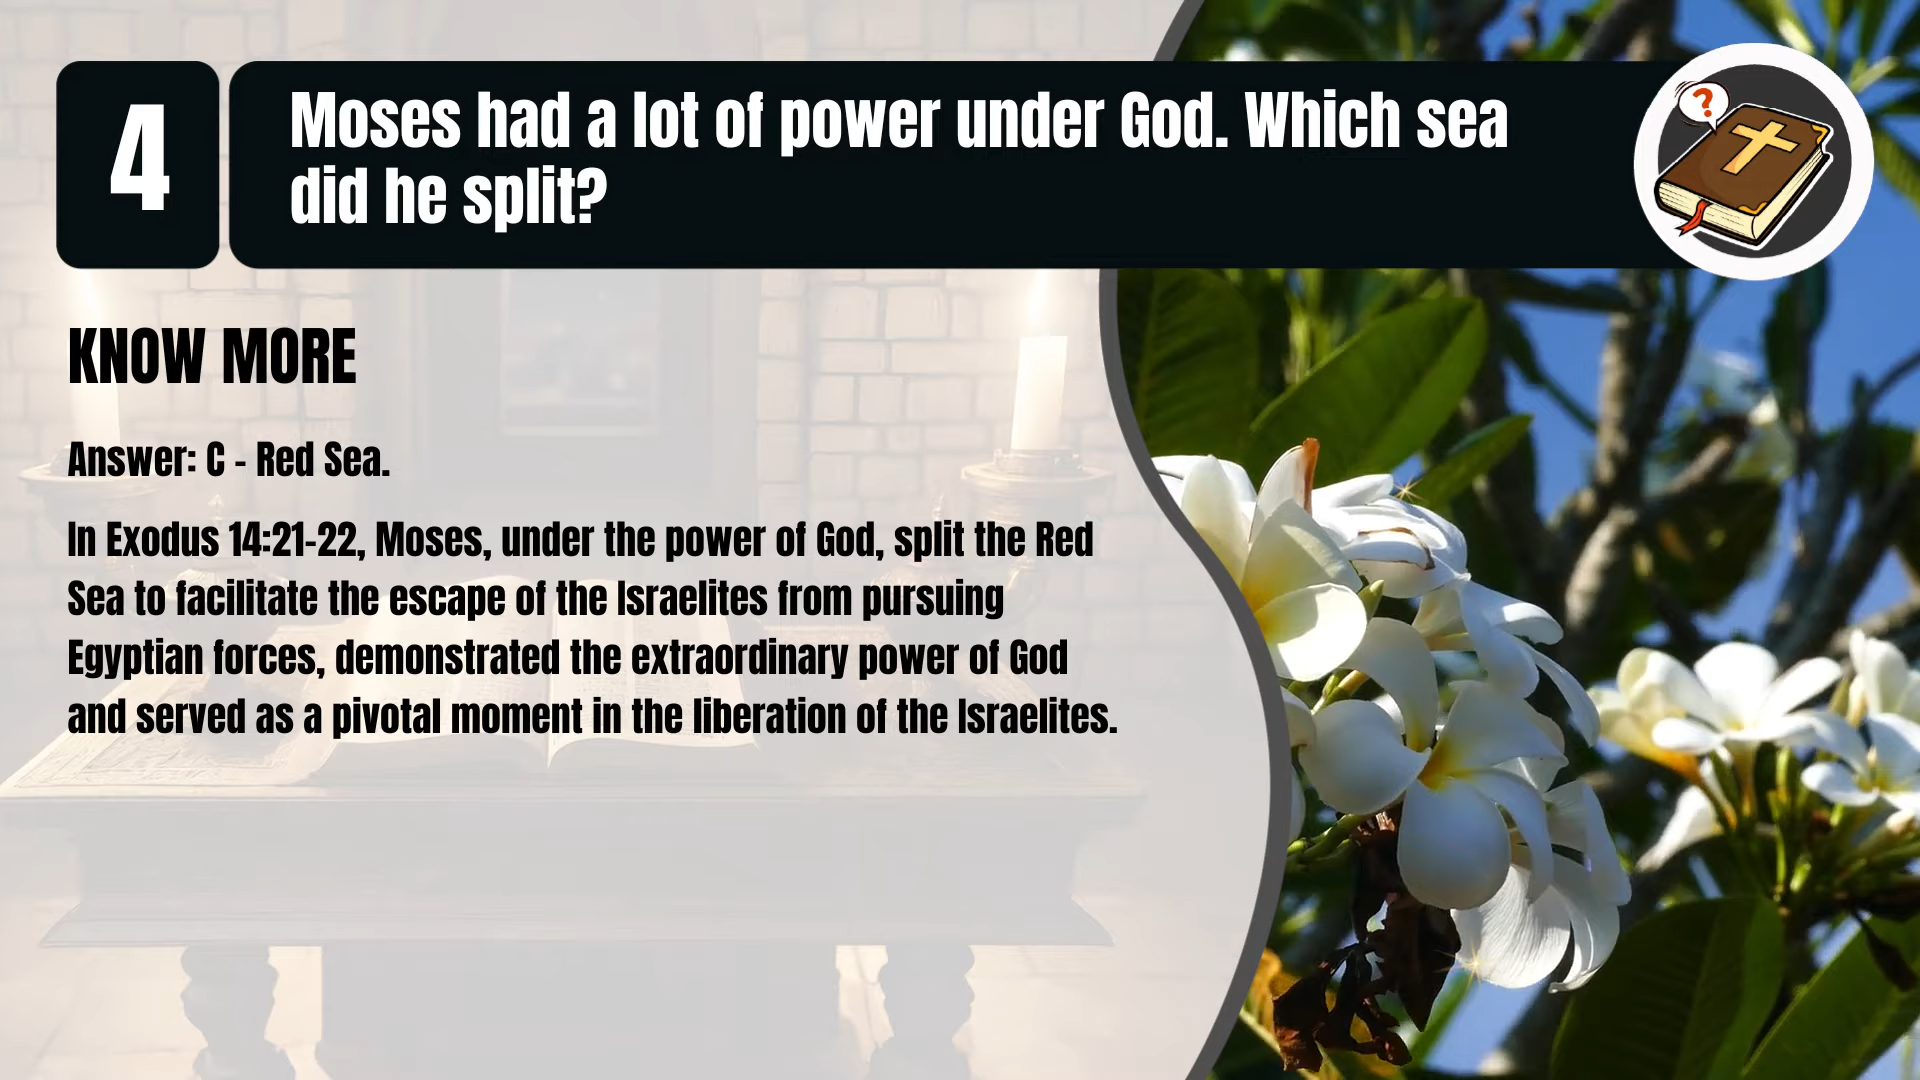 4
Moses had a lot of power under God. Which sea
did he split?
?
KNOW MORE
Answer: C - Red Sea.
In Exodus 14:21-22, Moses, under the power of God, split the Red
Sea to facilitate the escape of the Israelites from pursuing
Egyptian forces, demonstrated the extraordinary power of God
and served as a pivotal moment in the liberation of the Israelites.